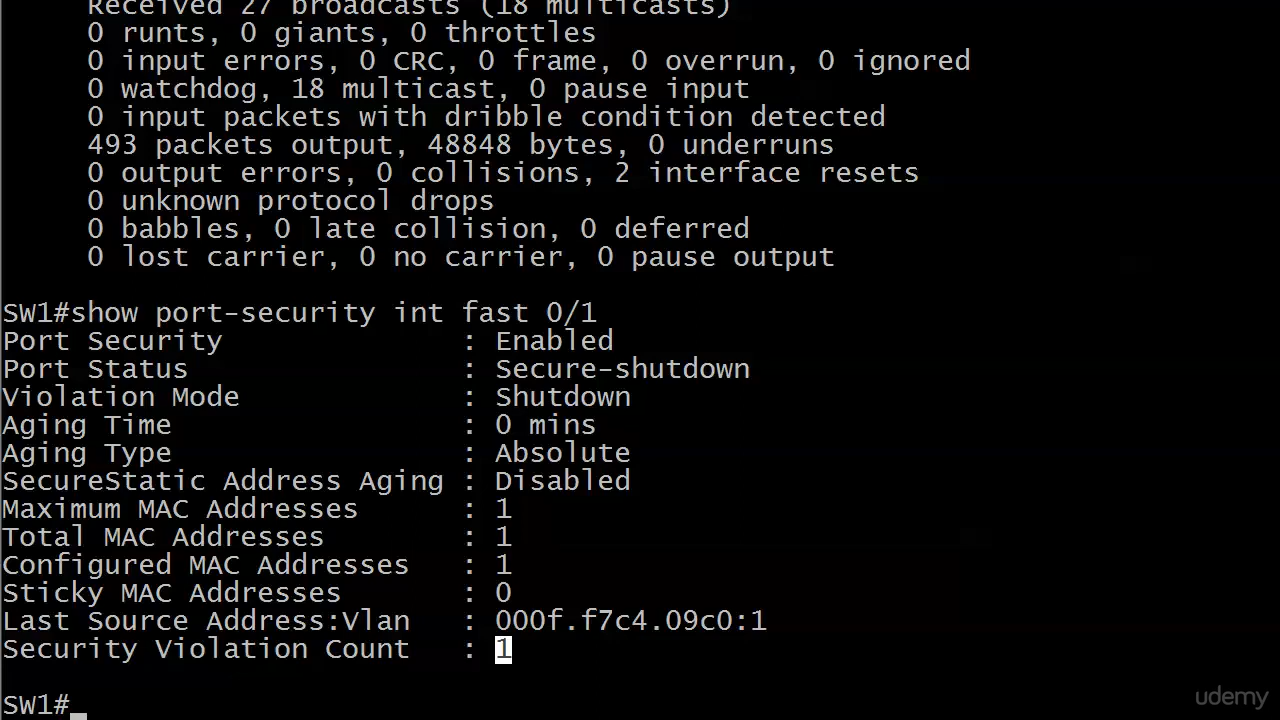 Received 27 broadcasts (18 multicasts)
0 runts, 0 giants, 0 throttles
0 input errors, 0 CRC, 0 frame, 0 overrun, 0 ignored
0 watchdog, 18 multicast, 0 pause input
0 input packets with dribble condition detected
493 packets output, 48848 bytes, 0 underruns
0 output errors, 0 collisions, 2 interface resets
0 unknown protocol drops
0 babbles, 0 late collision, 0 deferred
0 lost carrier, 0 no carrier, 0 pause output
SW1#show port-security int fast 0/1
Port Security : Enabled
Port Status : Secure-shutdown
Violation Mode : Shutdown
Aging Time : 0 mins
Aging Type : Absolute
SecureStatic Address Aging : Disabled
Maximum MAC Addresses : 1
Total MAC Addresses : 1
Configured MAC Addresses : 1
Sticky MAC Addresses : 0
Last Source Address:Vlan : 000f.f7c4.09c0:1
Security Violation Count : 1
SW1#
udemy